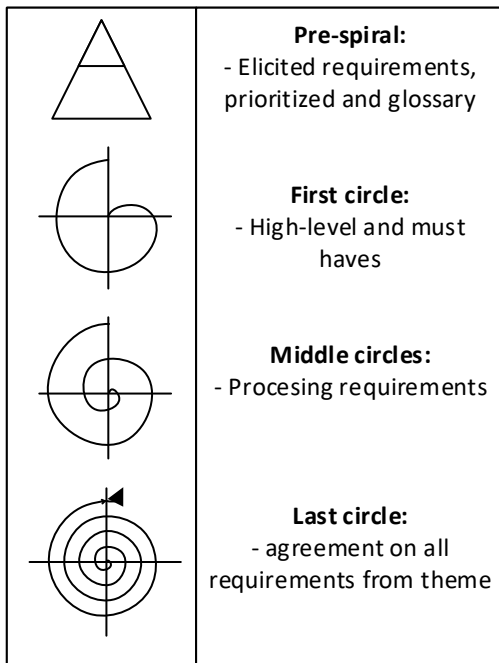 Pre-spiral:
- Elicited requirements,
prioritized and glossary
First circle:
- High-level and must
haves
Middle circles:
- Procesing requirements
Last circle:
- agreement on all
requirements from theme